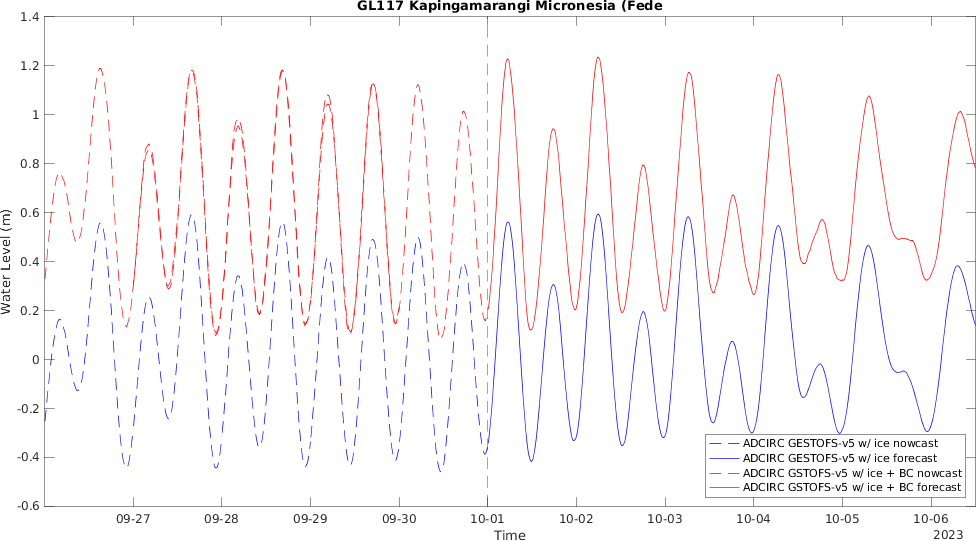 GL117 Kapingamarangi Micronesia (Fede
1.4
1.2
1
0.8
0.6
0.4
0.2
0
-0.2
-0.4
-0.6
Water Level (m)
ADCIRC GESTOFS-v5 w/ ice nowcast
ADCIRC GESTOFS-v5 w/ ice forecast
ADCIRC GSTOFS-v5 w/ ice + BC nowcast
ADCIRC GSTOFS-v5 w/ ice + BC forecast
09-27 09-28 09-29 09-30 10-01 10-02 10-03 10-04 10-05 10-06
Time 2023